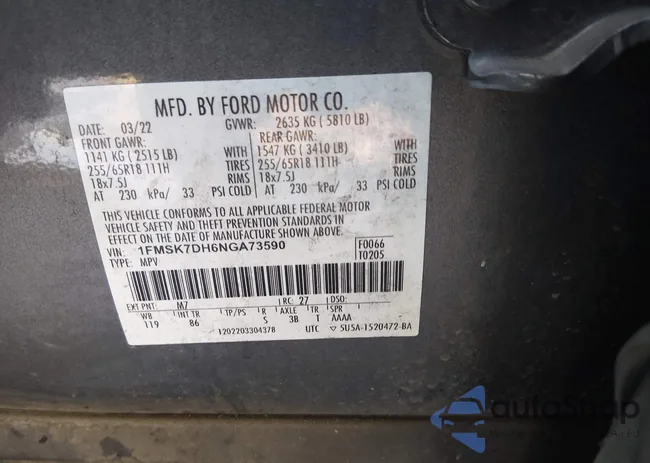 MFD. BY FORD MOTOR CO.
DATE: 03/22 GVWR: 2635 KG ( 5810 LB)
FRONT GAWR: REAR GAWR:
1141 KG ( 2515 LB) WITH 1547 KG ( 3410 LB) WITH
255/65R18 111H TIRES 255/65R18 111H TIRES
18x7.5J RIMS 18x7.5J RIMS
AT 230 kPa/ 33 PSI COLD AT 230 kPa/ 33 PSI COLD
THIS VEHICLE CONFORMS TO ALL APPLICABLE FEDERAL MOTOR
VEHICLE SAFETY AND THEFT PREVENTION STANDARDS IN
EFFECT ON THE DATE OF MANUFACTURE SHOWN ABOVE.
VIN: 1FMSK7DH6NGA73590 F0066
TYPE: MPV T0205
EXT PNT: M7 RC: 27 DSO:
WB INT TR TP/PS R AXLE TR SPR
119 86 S 3B T AAAA
1202203304378 UTC ▽ 5U5A-1520472-BA
autoSnap